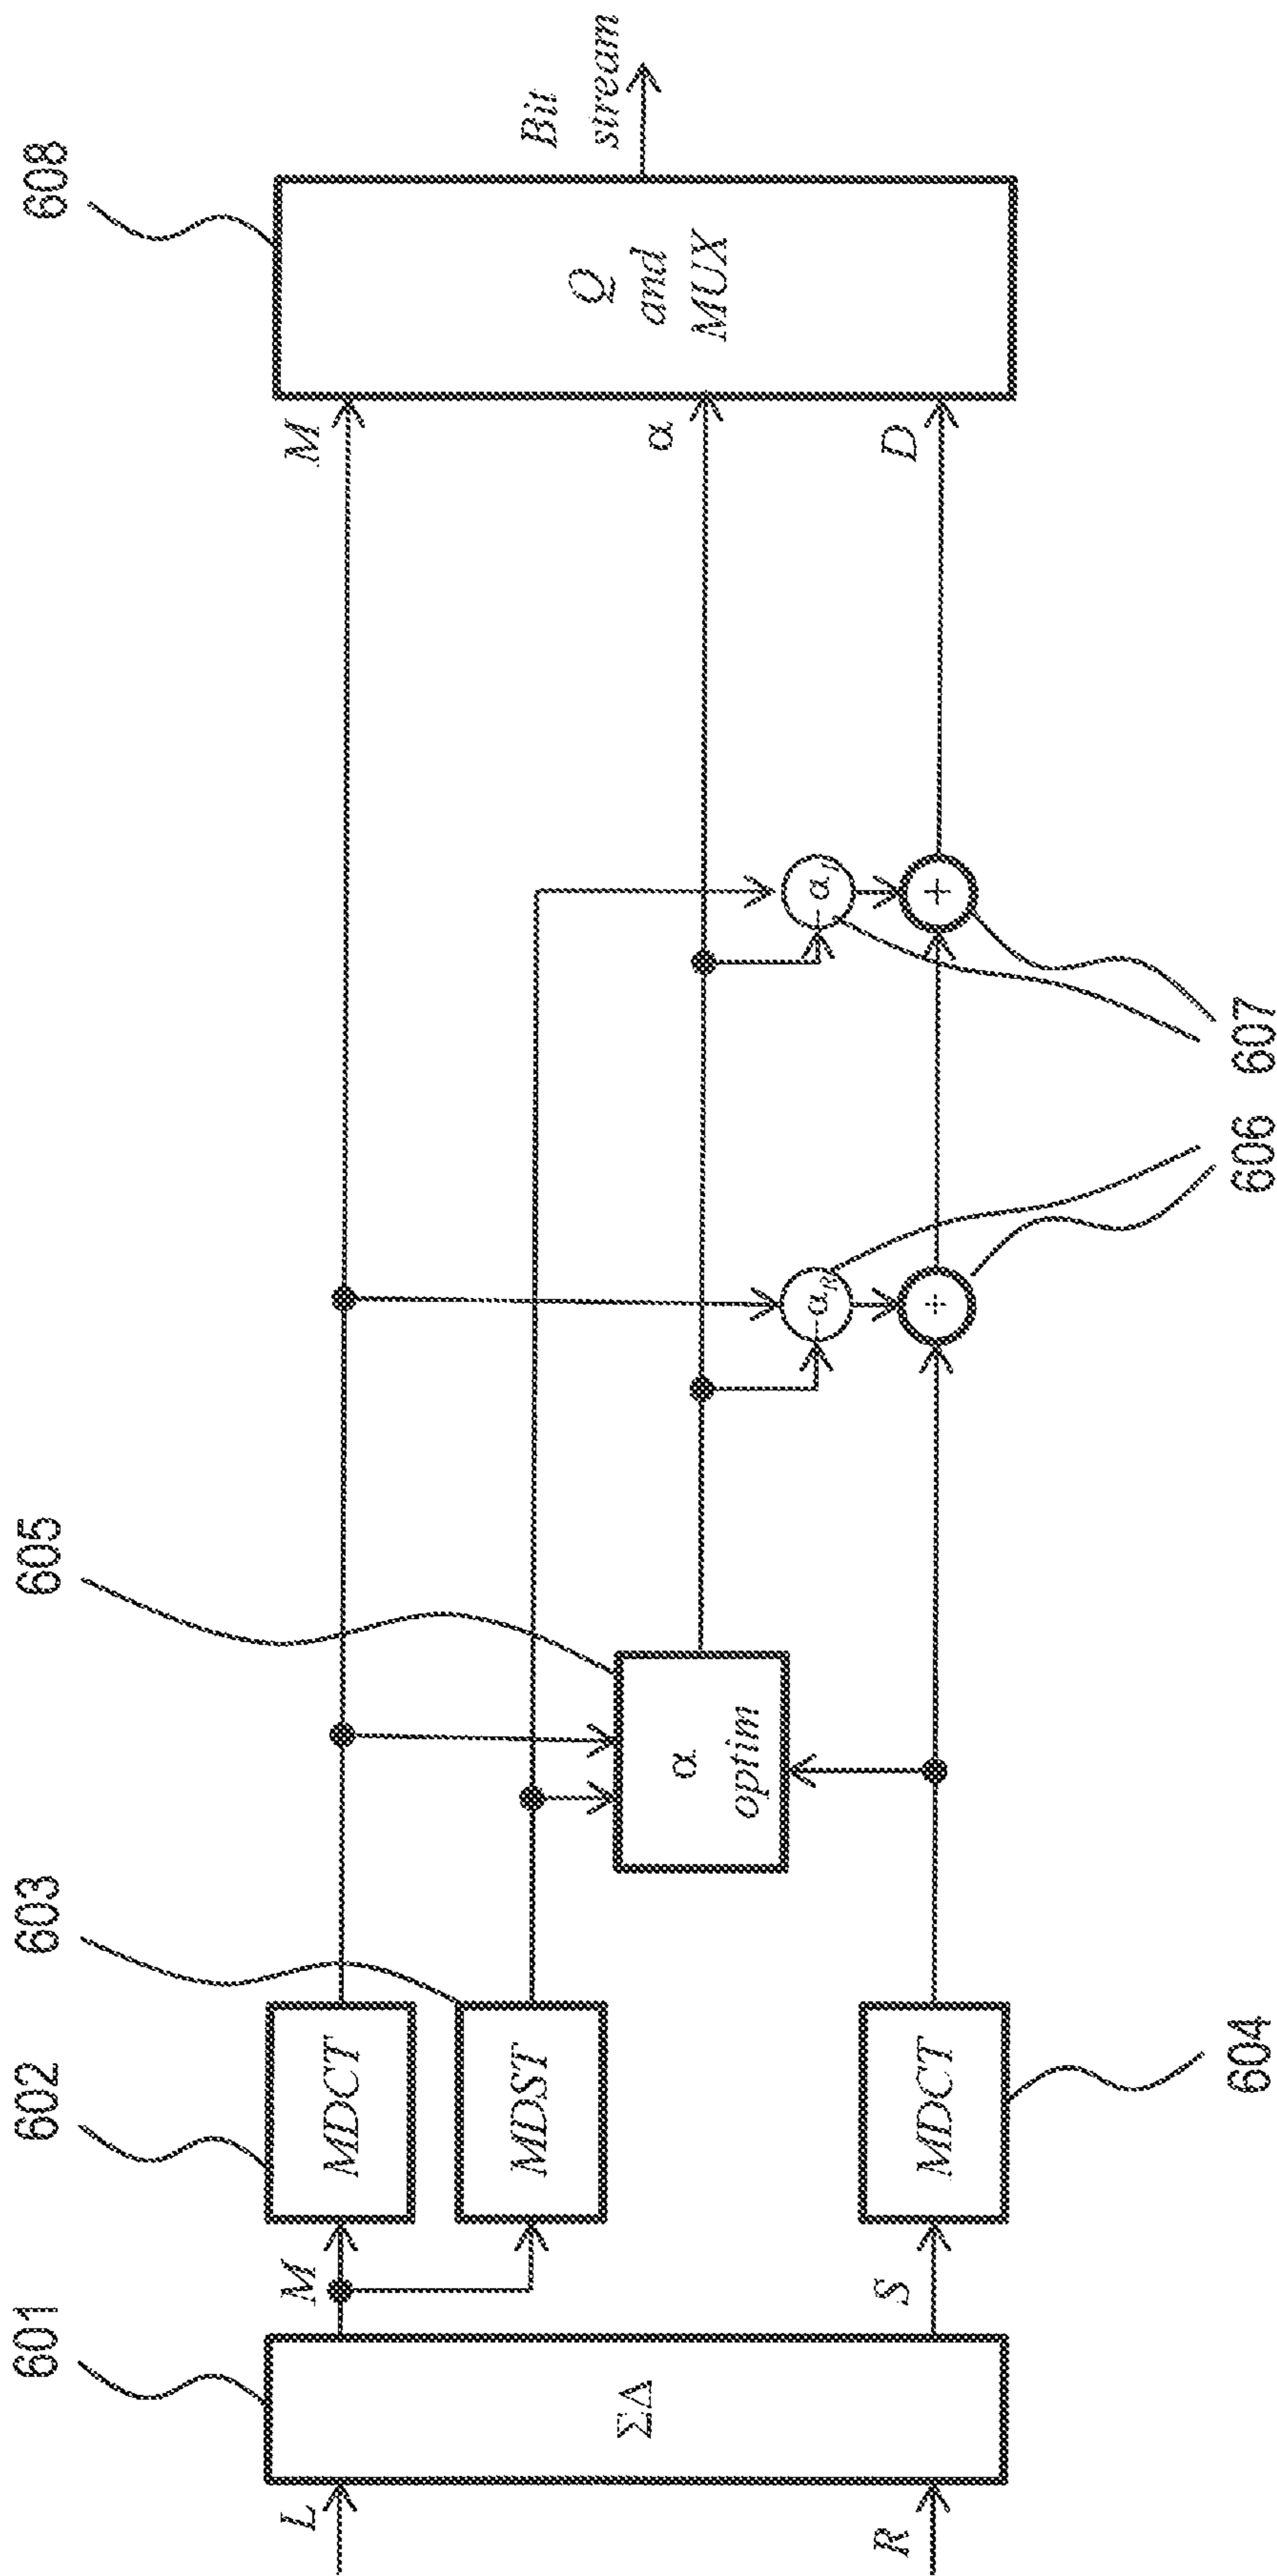 601
602
603
605
608
L
R
ΣΔ
M
S
MDCT
MDST
MDCT
α
optim
-α_R
+
-α_I
+
M
α
D
Q
and
MUX
Bit
stream
604
606
607